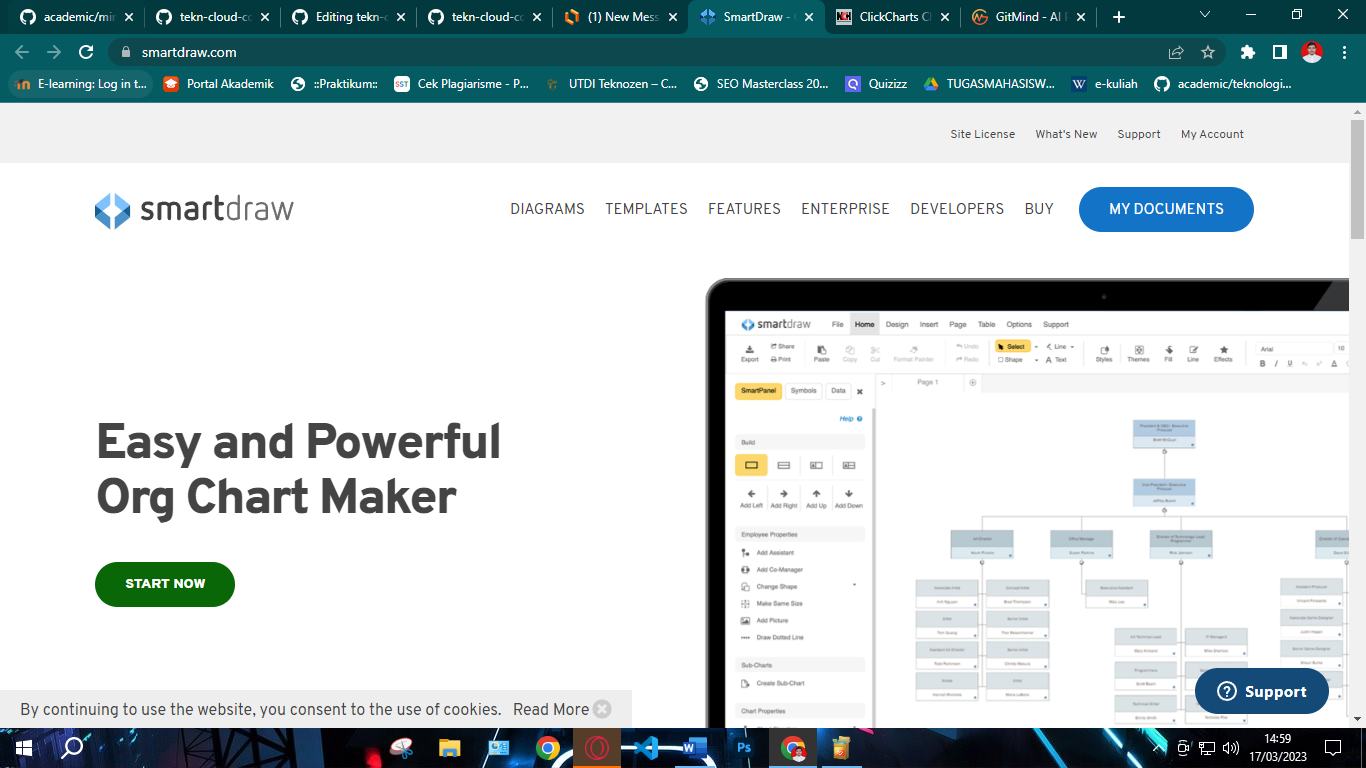 academic/mir
tekn-cloud-co
Editing tekn-c
tekn-cloud-co
(1) New Mess
SmartDraw -
ClickCharts C
GitMind - AI
smartdraw.com
E-learning: Log in t...
Portal Akademik
::Praktikum::
Cek Plagiarisme - P...
UTDI Teknozen – C...
SEO Masterclass 20...
Quizizz
TUGASMAHASISW...
e-kuliah
academic/teknologi...
Site License What's New Support My Account
smartdraw
DIAGRAMS TEMPLATES FEATURES ENTERPRISE DEVELOPERS BUY MY DOCUMENTS
Easy and Powerful
Org Chart Maker
START NOW
smartdraw File Home Design Insert Page Table Options Support
Share Undo Select Line Arial 10
Export Print Paste Copy Cut Format Painter Redo Shape Text Styles Themes Fill Line Effects B I U A
SmartPanel Symbols Data
Page 1
Help
Build
Add Left Add Right Add Up Add Down
Employee Properties
Add Assistant
Add Co-Manager
Change Shape
Make Same Size
Add Picture
Draw Dotted Line
Sub-Charts
Create Sub-Chart
Chart Properties
Support
By continuing to use the website, you consent to the use of cookies. Read More
14:59
17/03/2023